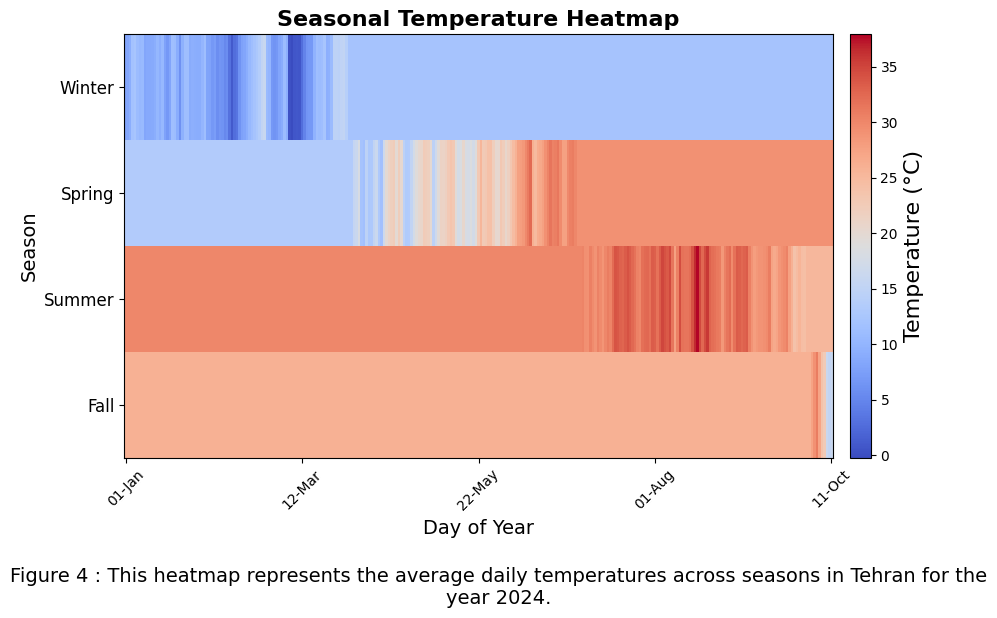 Seasonal Temperature Heatmap
Winter
Spring
Summer
Fall
Season
01-Jan
12-Mar
22-May
01-Aug
11-Oct
Day of Year
35
30
25
20
15
10
5
0
Temperature (°C)
Figure 4 : This heatmap represents the average daily temperatures across seasons in Tehran for the
year 2024.